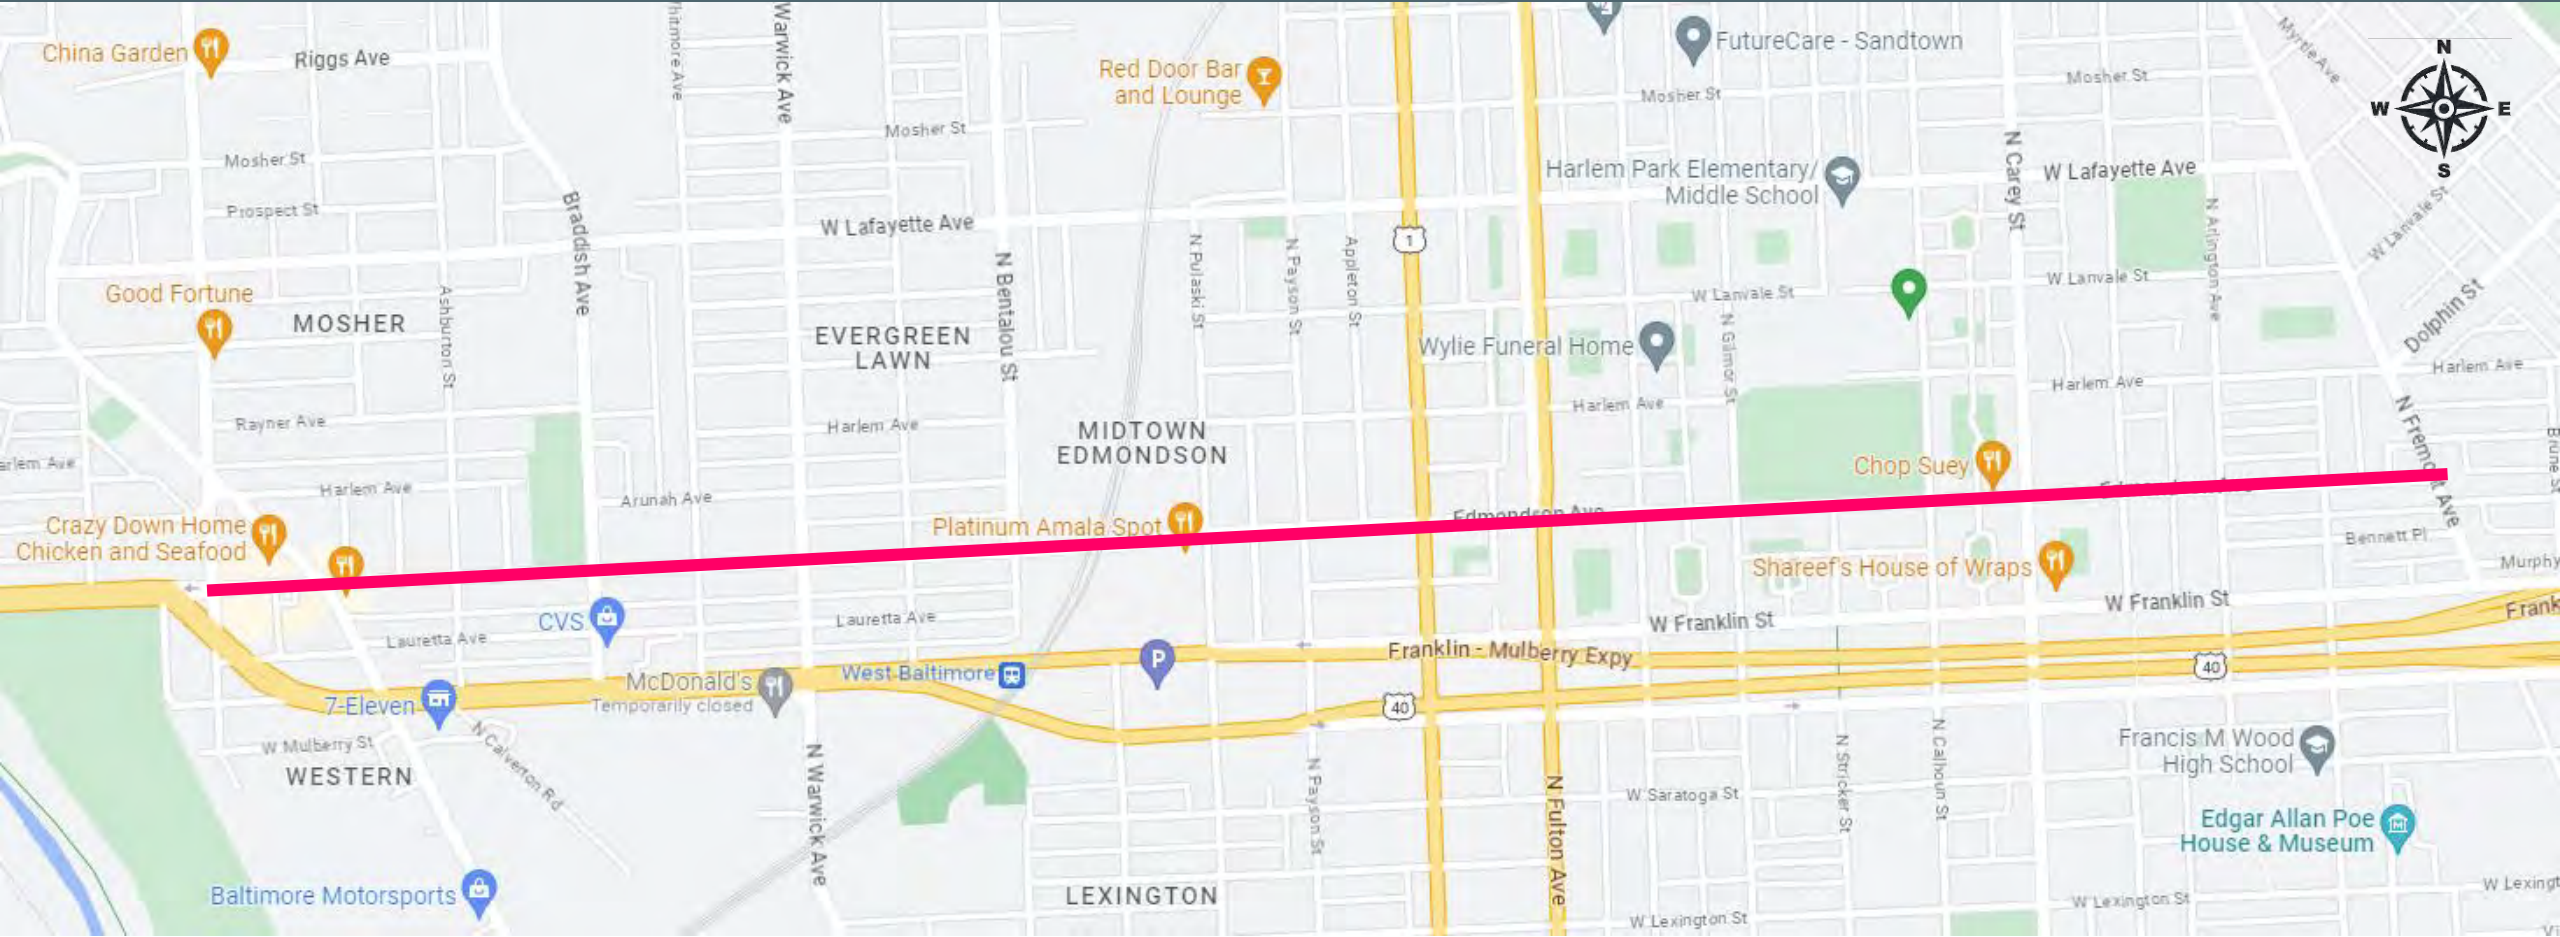 China Garden
Riggs Ave
Whitmore Ave
Warwick Ave
Red Door Bar
and Lounge
FutureCare - Sandtown
Mosher St
Mosher St
Myrtle Ave
N
W
E
S
Mosher St
Mosher St
Prospect St
Braddish Ave
W Lafayette Ave
N Bentalou St
Harlem Park Elementary/
Middle School
N Carey St
W Lafayette Ave
N Arlington Ave
W Lanvale St
1
N Pulaski St
N Payson St
Appleton St
W Lanvale St
W Lanvale St
Dolphin St
Good Fortune
MOSHER
Ashburton St
EVERGREEN
LAWN
Wylie Funeral Home
N Gilmor St
Harlem Ave
Harlem Ave
Harlem Ave
N Fremont Ave
Brune St
Rayner Ave
Harlem Ave
MIDTOWN
EDMONDSON
arlem Ave
Harlem Ave
Arunah Ave
Chop Suey
Edmondson Ave
Crazy Down Home
Chicken and Seafood
Platinum Amala Spot
Edmondson Ave
Bennett Pl
Murphy
Shareef's House of Wraps
CVS
Lauretta Ave
Lauretta Ave
W Franklin St
W Franklin St
Frank
Franklin - Mulberry Expy
P
40
McDonald's
Temporarily closed
West Baltimore
7-Eleven
40
N Calverton Rd
W Mulberry St
WESTERN
N Warwick Ave
N Payson St
N Fulton Ave
W Saratoga St
N Stricker St
N Calhoun St
Francis M Wood
High School
Edgar Allan Poe
House & Museum
Baltimore Motorsports
LEXINGTON
W Lexington St
W Lexington St
W Lexingt